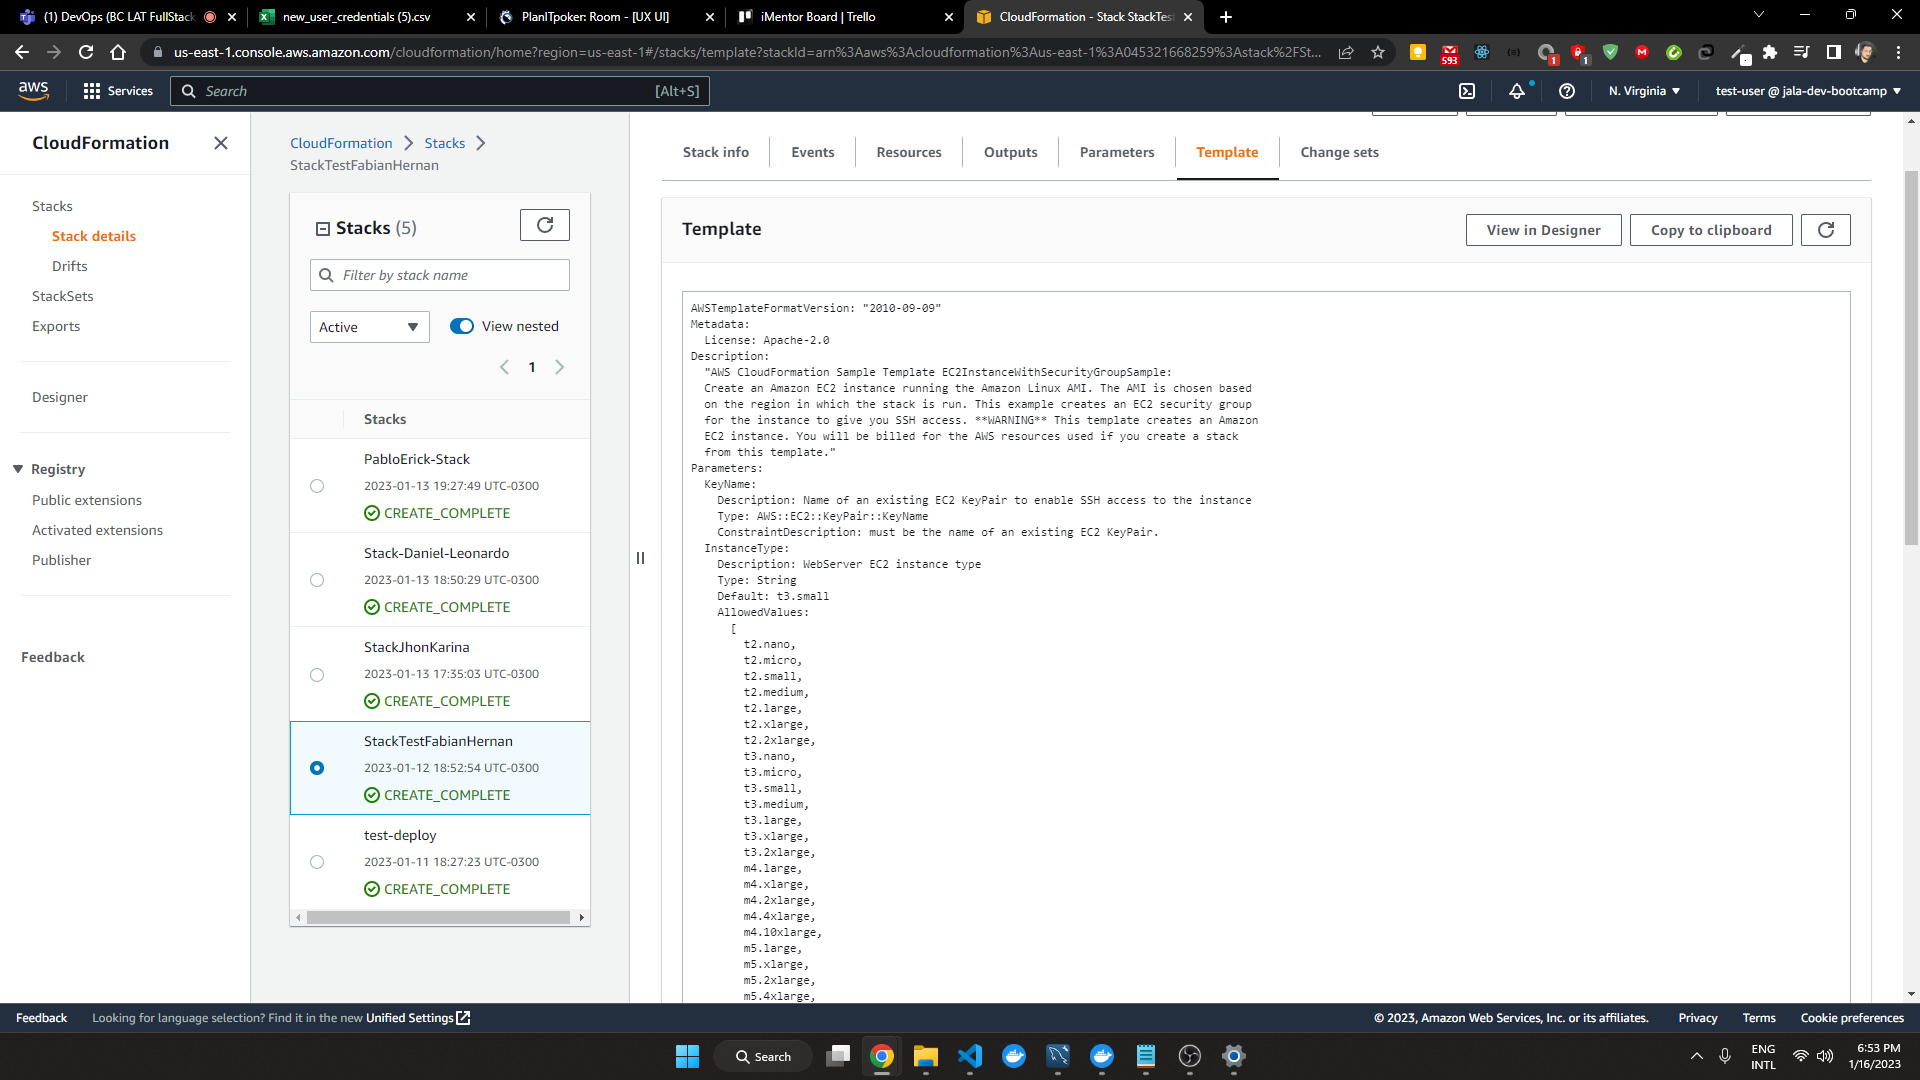 (1) DevOps (BC LAT FullStack
new_user_credentials (5).csv
PlanITpoker: Room - [UX UI]
iMentor Board | Trello
CloudFormation - Stack StackTes
us-east-1.console.aws.amazon.com/cloudformation/home?region=us-east-1#/stacks/template?stackId=arn%3Aaws%3Acloudformation%3Aus-east-1%3A045321668259%3Astack%2FSt...
593
1
1
aws
Services
Search
[Alt+S]
N. Virginia
test-user @ jala-dev-bootcamp
CloudFormation
Stacks
Stack details
Drifts
StackSets
Exports
Designer
Registry
Public extensions
Activated extensions
Publisher
Feedback
CloudFormation
Stacks
StackTestFabianHernan
Stacks (5)
Filter by stack name
Active
View nested
1
Stacks
PabloErick-Stack
2023-01-13 19:27:49 UTC-0300
CREATE_COMPLETE
Stack-Daniel-Leonardo
2023-01-13 18:50:29 UTC-0300
CREATE_COMPLETE
StackJhonKarina
2023-01-13 17:35:03 UTC-0300
CREATE_COMPLETE
StackTestFabianHernan
2023-01-12 18:52:54 UTC-0300
CREATE_COMPLETE
test-deploy
2023-01-11 18:27:23 UTC-0300
CREATE_COMPLETE
Stack info
Events
Resources
Outputs
Parameters
Template
Change sets
Template
View in Designer
Copy to clipboard
AWSTemplateFormatVersion: "2010-09-09"
Metadata:
License: Apache-2.0
Description:
"AWS CloudFormation Sample Template EC2InstanceWithSecurityGroupSample:
Create an Amazon EC2 instance running the Amazon Linux AMI. The AMI is chosen based
on the region in which the stack is run. This example creates an EC2 security group
for the instance to give you SSH access. **WARNING** This template creates an Amazon
EC2 instance. You will be billed for the AWS resources used if you create a stack
from this template."
Parameters:
KeyName:
Description: Name of an existing EC2 KeyPair to enable SSH access to the instance
Type: AWS::EC2::KeyPair::KeyName
ConstraintDescription: must be the name of an existing EC2 KeyPair.
InstanceType:
Description: WebServer EC2 instance type
Type: String
Default: t3.small
AllowedValues:
[
t2.nano,
t2.micro,
t2.small,
t2.medium,
t2.large,
t2.xlarge,
t2.2xlarge,
t3.nano,
t3.micro,
t3.small,
t3.medium,
t3.large,
t3.xlarge,
t3.2xlarge,
m4.large,
m4.xlarge,
m4.2xlarge,
m4.4xlarge,
m4.10xlarge,
m5.large,
m5.xlarge,
m5.2xlarge,
m5.4xlarge,
Feedback
Looking for language selection? Find it in the new Unified Settings
© 2023, Amazon Web Services, Inc. or its affiliates.
Privacy
Terms
Cookie preferences
Search
ENG
INTL
6:53 PM
1/16/2023